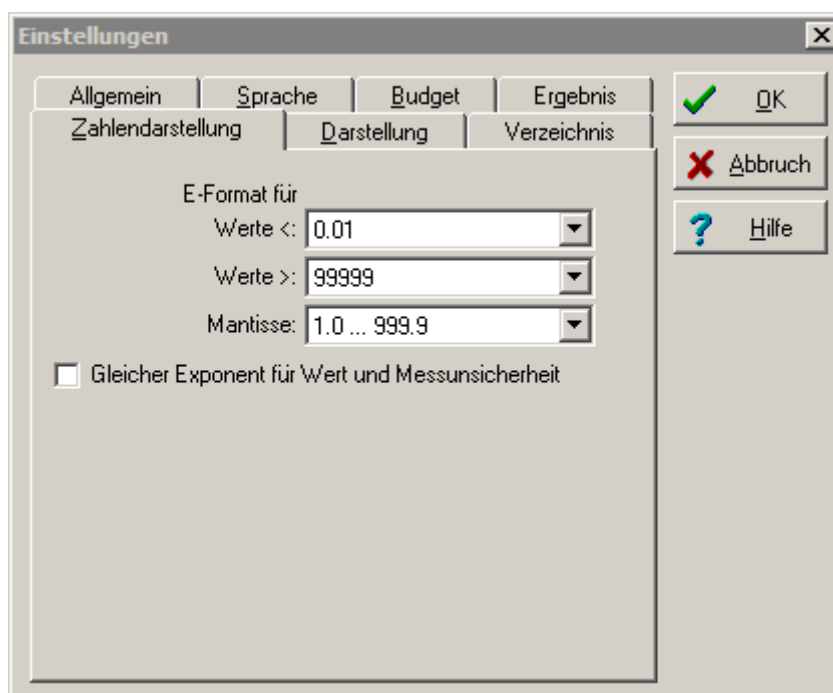 Einstellungen
Allgemein Sprache Budget Ergebnis
Zahlendarstellung Darstellung Verzeichnis
E-Format für
Werte <: 0.01
Werte >: 99999
Mantisse: 1.0 ... 999.9
Gleicher Exponent für Wert und Messunsicherheit
OK
Abbruch
Hilfe